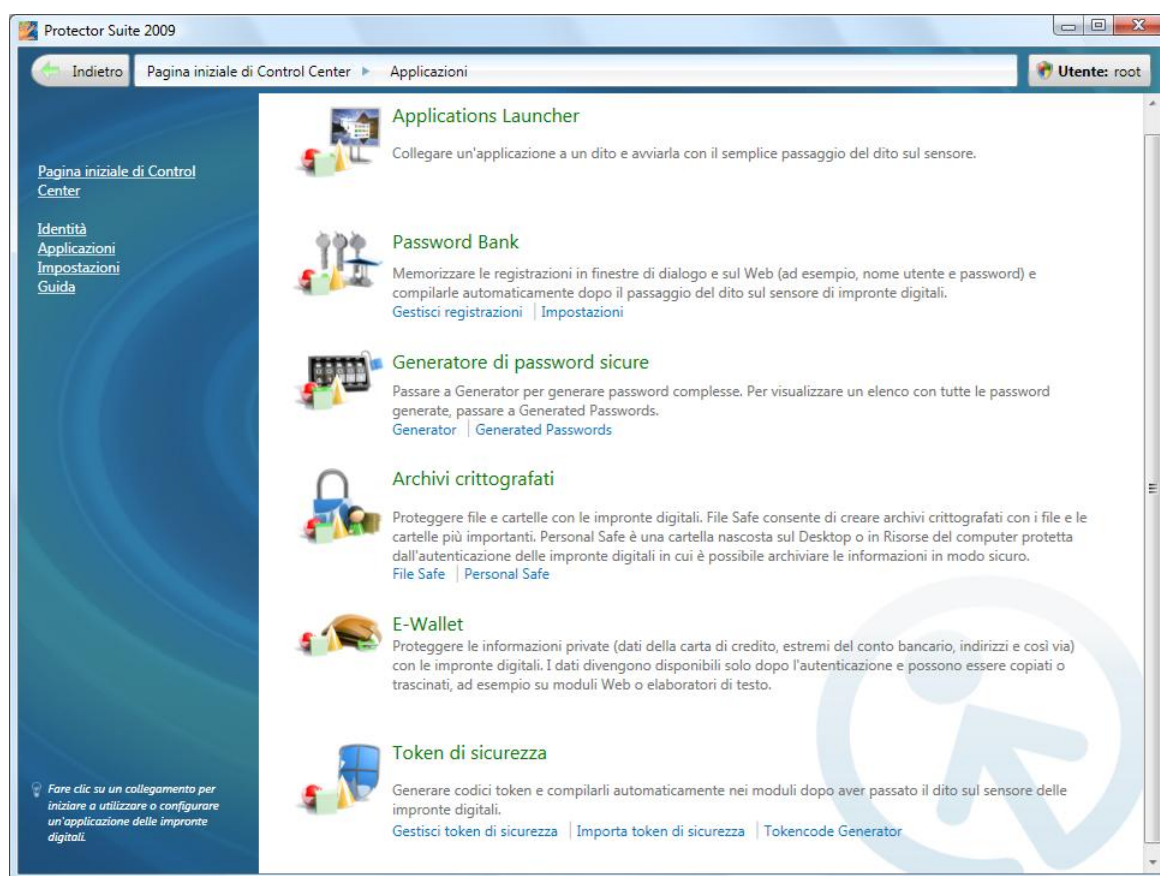 Protector Suite 2009
Indietro
Pagina iniziale di Control Center
Applicazioni
Utente: root
Pagina iniziale di Control
Center
Identità
Applicazioni
Impostazioni
Guida
Fare clic su un collegamento per
iniziare a utilizzare o configurare
un'applicazione delle impronte
digitali.
Applications Launcher
Collegare un'applicazione a un dito e avviarla con il semplice passaggio del dito sul sensore.
Password Bank
Memorizzare le registrazioni in finestre di dialogo e sul Web (ad esempio, nome utente e password) e
compilarle automaticamente dopo il passaggio del dito sul sensore di impronte digitali.
Gestisci registrazioni | Impostazioni
Generatore di password sicure
Passare a Generator per generare password complesse. Per visualizzare un elenco con tutte le password
generate, passare a Generated Passwords.
Generator | Generated Passwords
Archivi crittografati
Proteggere file e cartelle con le impronte digitali. File Safe consente di creare archivi crittografati con i file e le
cartelle più importanti. Personal Safe è una cartella nascosta sul Desktop o in Risorse del computer protetta
dall'autenticazione delle impronte digitali in cui è possibile archiviare le informazioni in modo sicuro.
File Safe | Personal Safe
E-Wallet
Proteggere le informazioni private (dati della carta di credito, estremi del conto bancario, indirizzi e così via)
con le impronte digitali. I dati divengono disponibili solo dopo l'autenticazione e possono essere copiati o
trascinati, ad esempio su moduli Web o elaboratori di testo.
Token di sicurezza
Generare codici token e compilarli automaticamente nei moduli dopo aver passato il dito sul sensore delle
impronte digitali.
Gestisci token di sicurezza | Importa token di sicurezza | Tokencode Generator